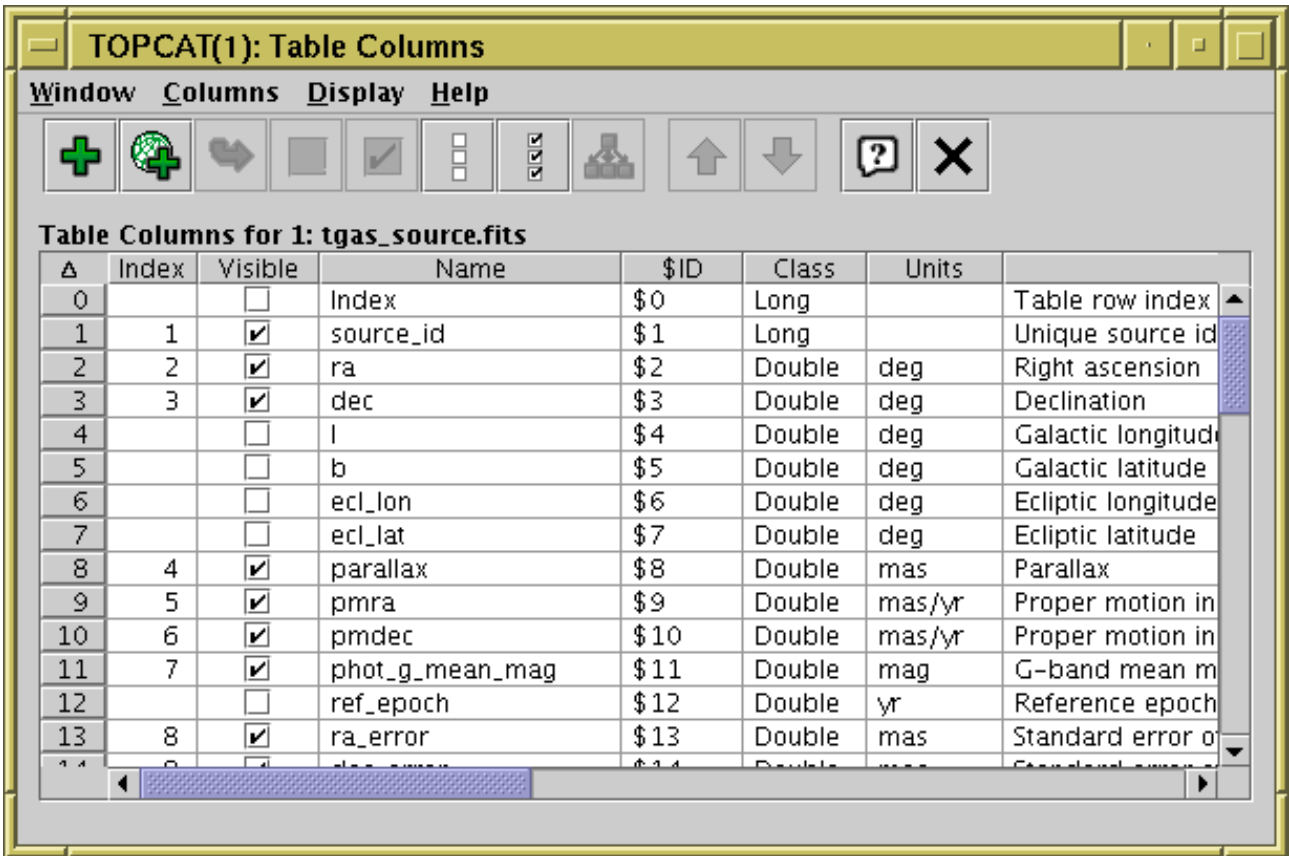 TOPCAT(1): Table Columns
Window Columns Display Help
Table Columns for 1: tgas_source.fits
Δ Index Visible Name $ID Class Units
0 Index $0 Long Table row index
1 1 source_id $1 Long Unique source id
2 2 ra $2 Double deg Right ascension
3 3 dec $3 Double deg Declination
4 l $4 Double deg Galactic longitud
5 b $5 Double deg Galactic latitude
6 ecl_lon $6 Double deg Ecliptic longitude
7 ecl_lat $7 Double deg Ecliptic latitude
8 4 parallax $8 Double mas Parallax
9 5 pmra $9 Double mas/yr Proper motion in
10 6 pmdec $10 Double mas/yr Proper motion in
11 7 phot_g_mean_mag $11 Double mag G-band mean m
12 ref_epoch $12 Double yr Reference epoch
13 8 ra_error $13 Double mas Standard error o